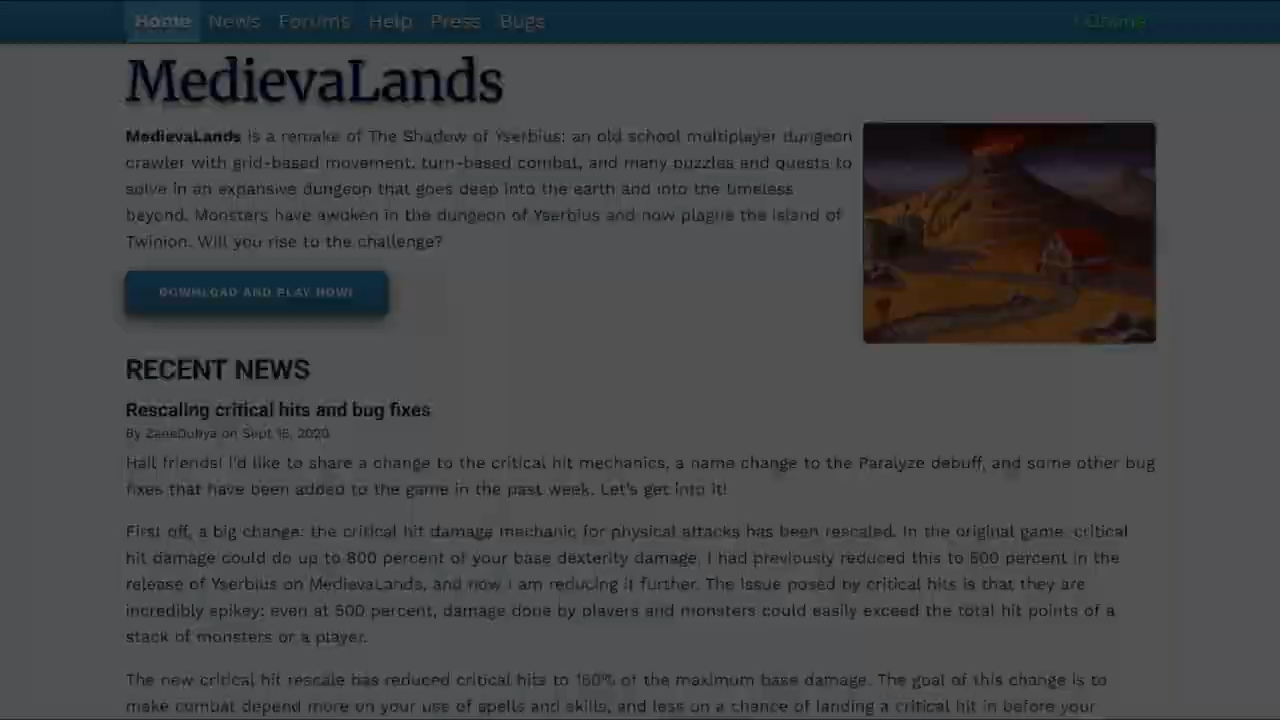 Home News Forums Help Press Bugs
MedievaLands
MedievaLands is a remake of The Shadow of Yserbius: an old school multiplayer dungeon
crawler with grid-based movement, turn-based combat, and many puzzles and quests to
solve in an expansive dungeon that goes deep into the earth and into the timeless
beyond. Monsters have awoken in the dungeon of Yserbius and now plague the island of
Twinion. Will you rise to the challenge?
DOWNLOAD AND PLAY NOW!
RECENT NEWS
Rescaling critical hits and bug fixes
By ZaneDubya on Sept 16, 2020
Hail friends! I'd like to share a change to the critical hit mechanics, a name change to the Paralyze debuff, and some other bug
fixes that have been added to the game in the past week. Let's get into it!
First off, a big change: the critical hit damage mechanic for physical attacks has been rescaled. In the original game, critical
hit damage could do up to 800 percent of your base dexterity damage. I had previously reduced this to 500 percent in the
release of Yserbius on MedievaLands, and now I am reducing it further. The issue posed by critical hits is that they are
incredibly spikey: even at 500 percent, damage done by players and monsters could easily exceed the total hit points of a
stack of monsters or a player.
The new critical hit rescale has reduced critical hits to 160% of the maximum base damage. The goal of this change is to
make combat depend more on your use of spells and skills, and less on a chance of landing a critical hit in before your